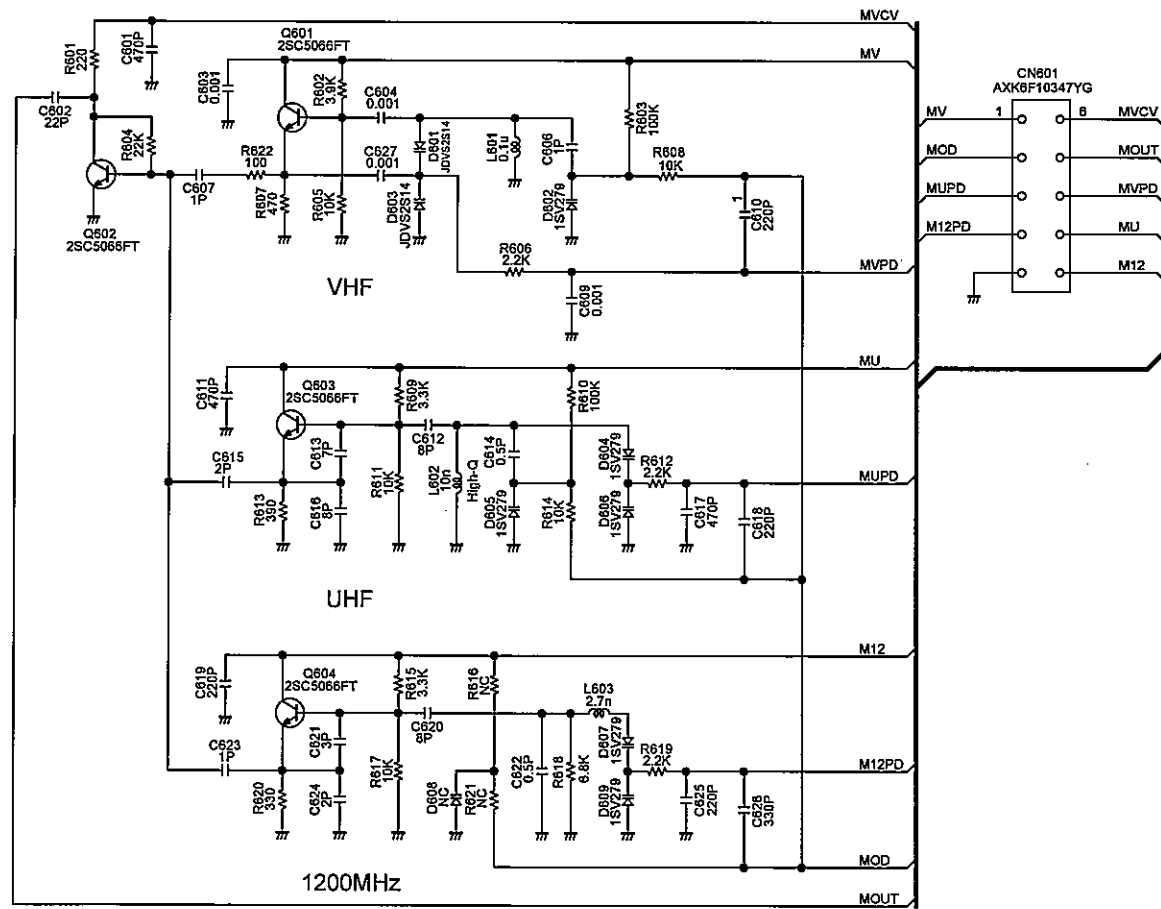 MVCV
R601
220
C601
470P
Q601
2SC5066FT
MV
C603
0.001
R602
3.9K
C604
0.001
R603
100K
CN601
AXK6F10347YG
MV
1
6
MVCV
MOD
MOUT
MUPD
MVPD
M12PD
MU
M12
C602
22P
R604
22K
D601
JDVS2S14
L601
0.1u
C606
1P
R608
10K
C607
1P
R622
100
C627
0.001
R607
470
R605
10K
D603
JDVS2S14
D602
1SV279
1
C610
220P
Q602
2SC5066FT
R606
2.2K
MVPD
VHF
C609
0.001
MU
C611
470P
Q603
2SC5066FT
R609
3.3K
R610
100K
C613
7P
C612
8P
C614
0.5P
D604
1SV279
C615
2P
R611
10K
L602
10n
High-Q
R612
2.2K
MUPD
R613
390
C616
8P
D605
1SV279
R614
10K
D606
1SV279
C617
470P
C618
220P
UHF
M12
C619
220P
Q604
2SC5066FT
R615
3.3K
R616
NC
L603
2.7n
C621
3P
C620
8P
D607
1SV279
C623
1P
R617
10K
C622
0.5P
R618
6.8K
R619
2.2K
M12PD
R620
330
C624
2P
D608
NC
R621
NC
D609
1SV279
C625
220P
C626
330P
MOD
1200MHz
MOUT